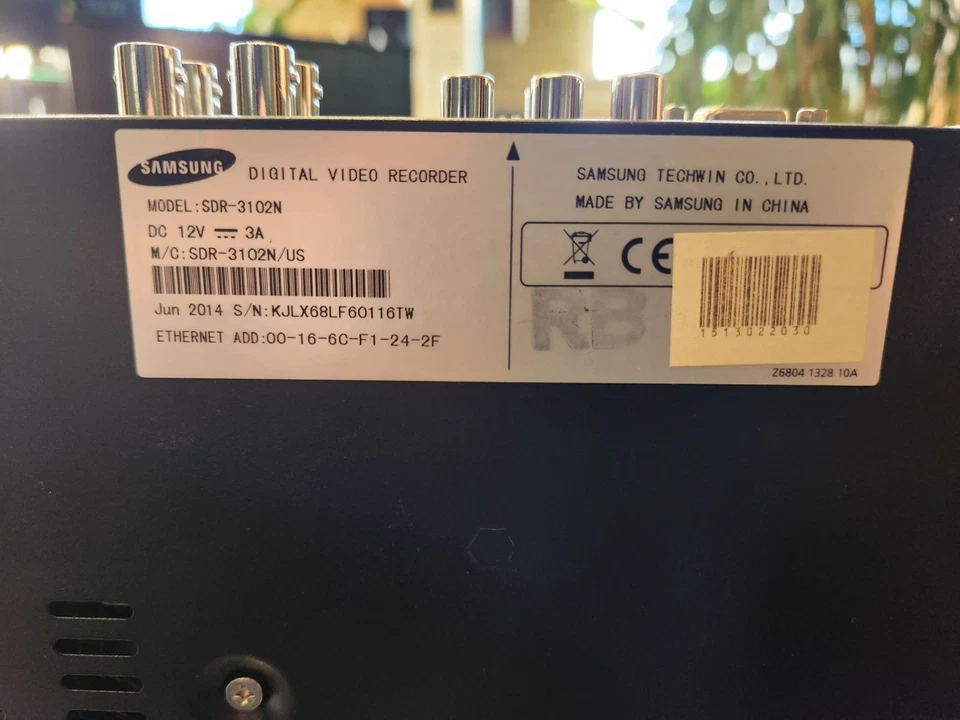 SAMSUNG DIGITAL VIDEO RECORDER
MODEL:SDR-3102N
DC 12V 3A
M/C:SDR-3102N/US
Jun 2014 S/N:KJLX68LF60116TW
ETHERNET ADD:00-16-6C-F1-24-2F
SAMSUNG TECHWIN CO.,LTD.
MADE BY SAMSUNG IN CHINA
CE
RB
1513022030
Z6804 1328 10A